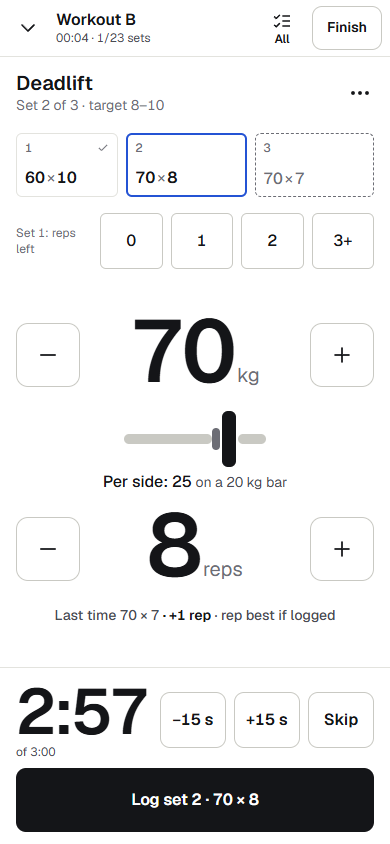 Workout B
00:04 · 1/23 sets
All
Finish
Deadlift
Set 2 of 3 · target 8–10
1
60×10
2
70×8
3
70×7
Set 1: reps left
0
1
2
3+
−
70 kg
+
Per side: 25 on a 20 kg bar
−
8 reps
+
Last time 70 × 7 · +1 rep · rep best if logged
2:57
of 3:00
−15 s
+15 s
Skip
Log set 2 · 70 × 8